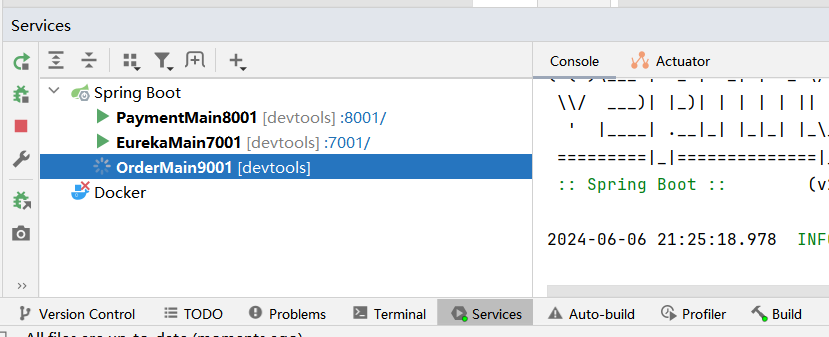 Services
Console
Actuator
Spring Boot
PaymentMain8001 [devtools] :8001/
EurekaMain7001 [devtools] :7001/
OrderMain9001 [devtools]
Docker
\\/  ___)| |_)| | | | | ||
'  |____| .__|_| |_|_| |_\
=========|_|==============|
:: Spring Boot ::        (v
2024-06-06 21:25:18.978  INFO
Version Control
TODO
Problems
Terminal
Services
Auto-build
Profiler
Build
All files are up-to-date (moments ago)